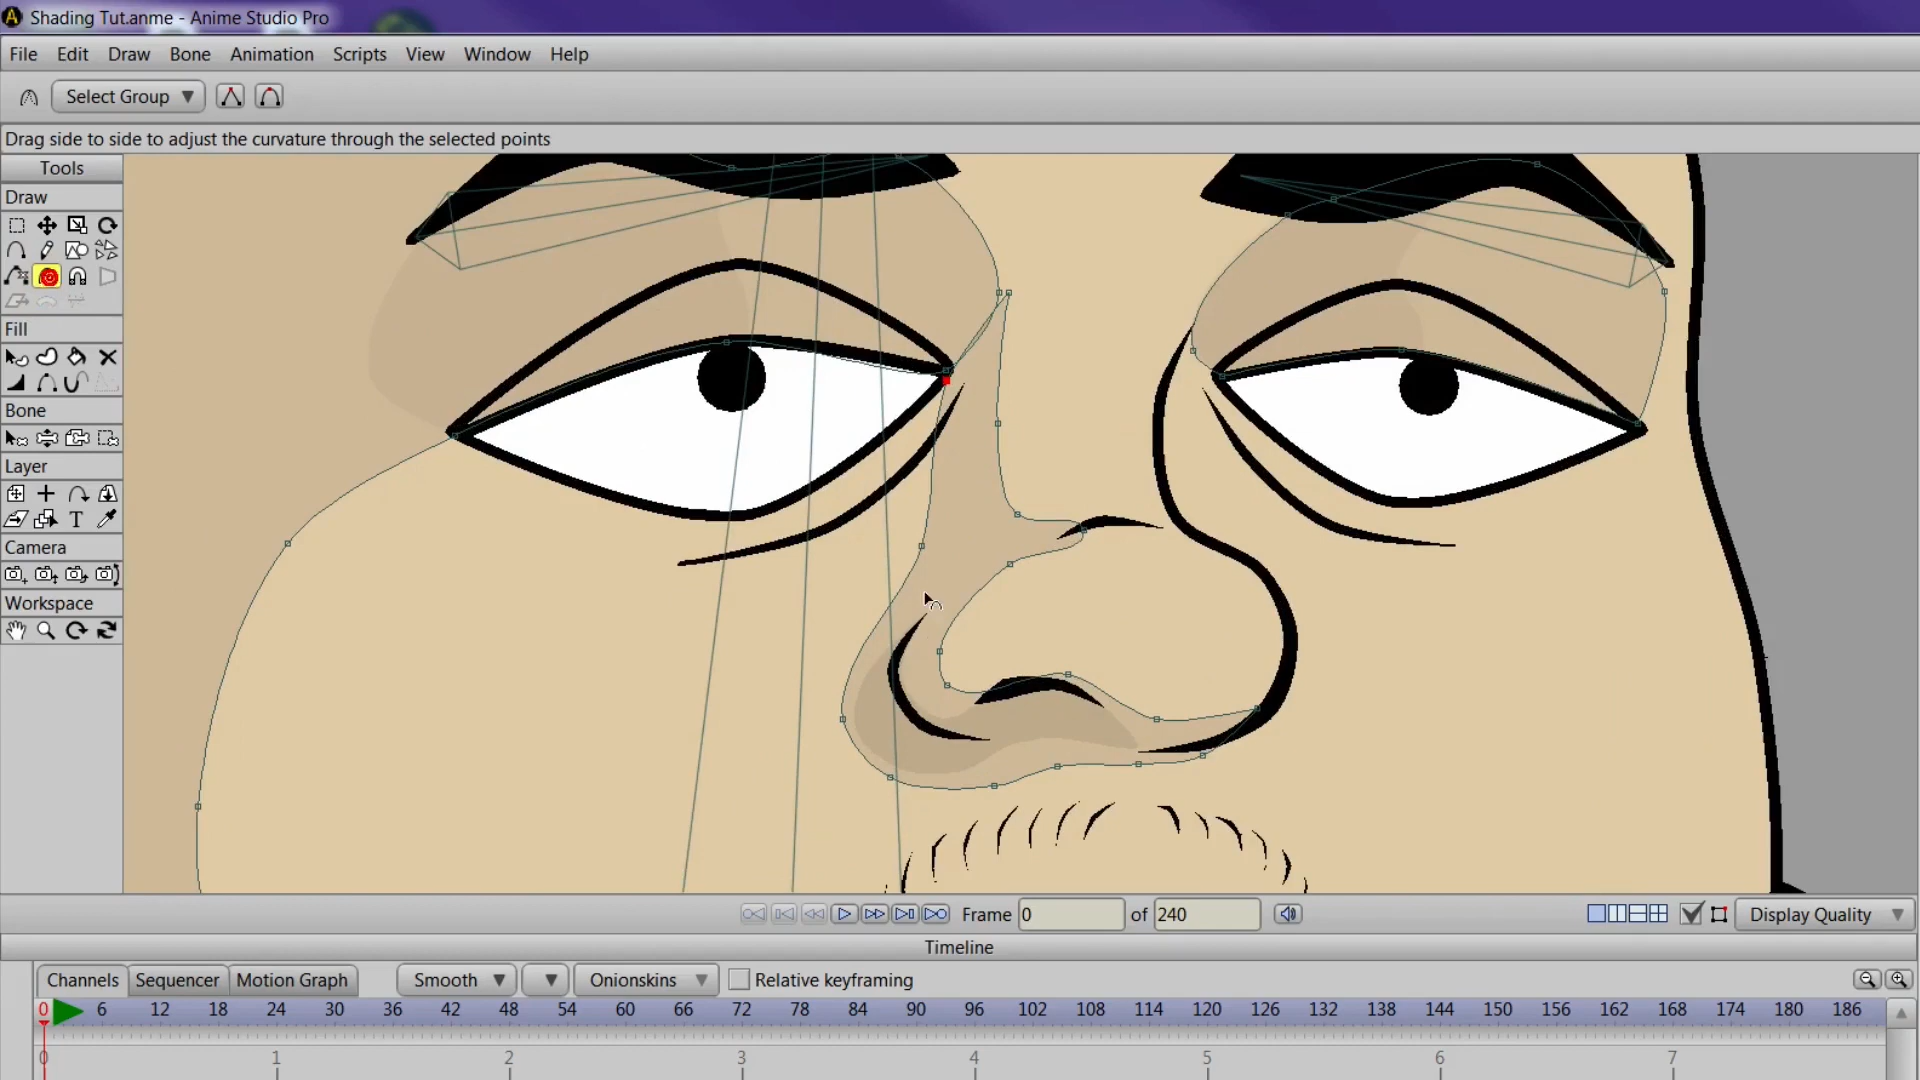 Shading Tut.anme - Anime Studio Pro
File Edit Draw Bone Animation Scripts View Window Help
Select Group
Drag side to side to adjust the curvature through the selected points
Tools
Draw
Fill
Bone
Layer
T
Camera
Workspace
Frame 0 of 240 Display Quality
Timeline
Channels Sequencer Motion Graph Smooth Onionskins Relative keyframing
0 6 12 18 24 30 36 42 48 54 60 66 72 78 84 90 96 102 108 114 120 126 132 138 144 150 156 162 168 174 180 186
0 1 2 3 4 5 6 7